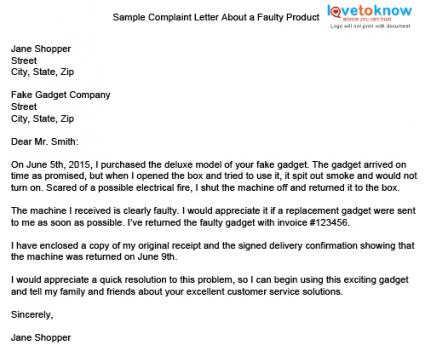 Sample Complaint Letter About a Faulty Product
lovetoknow
advice you can trust
Logo will not print with document
Jane Shopper
Street
City, State, Zip
Fake Gadget Company
Street
City, State, Zip
Dear Mr. Smith:
On June 5th, 2015, I purchased the deluxe model of your fake gadget. The gadget arrived on
time as promised, but when I opened the box and tried to use it, it spit out smoke and would not
turn on. Scared of a possible electrical fire, I shut the machine off and returned it to the box.
The machine I received is clearly faulty. I would appreciate it if a replacement gadget were sent
to me as soon as possible. I've returned the faulty gadget with invoice #123456.
I have enclosed a copy of my original receipt and the signed delivery confirmation showing that
the machine was returned on June 9th.
I would appreciate a quick resolution to this problem, so I can begin using this exciting gadget
and tell my family and friends about your excellent customer service solutions.
Sincerely,
Jane Shopper